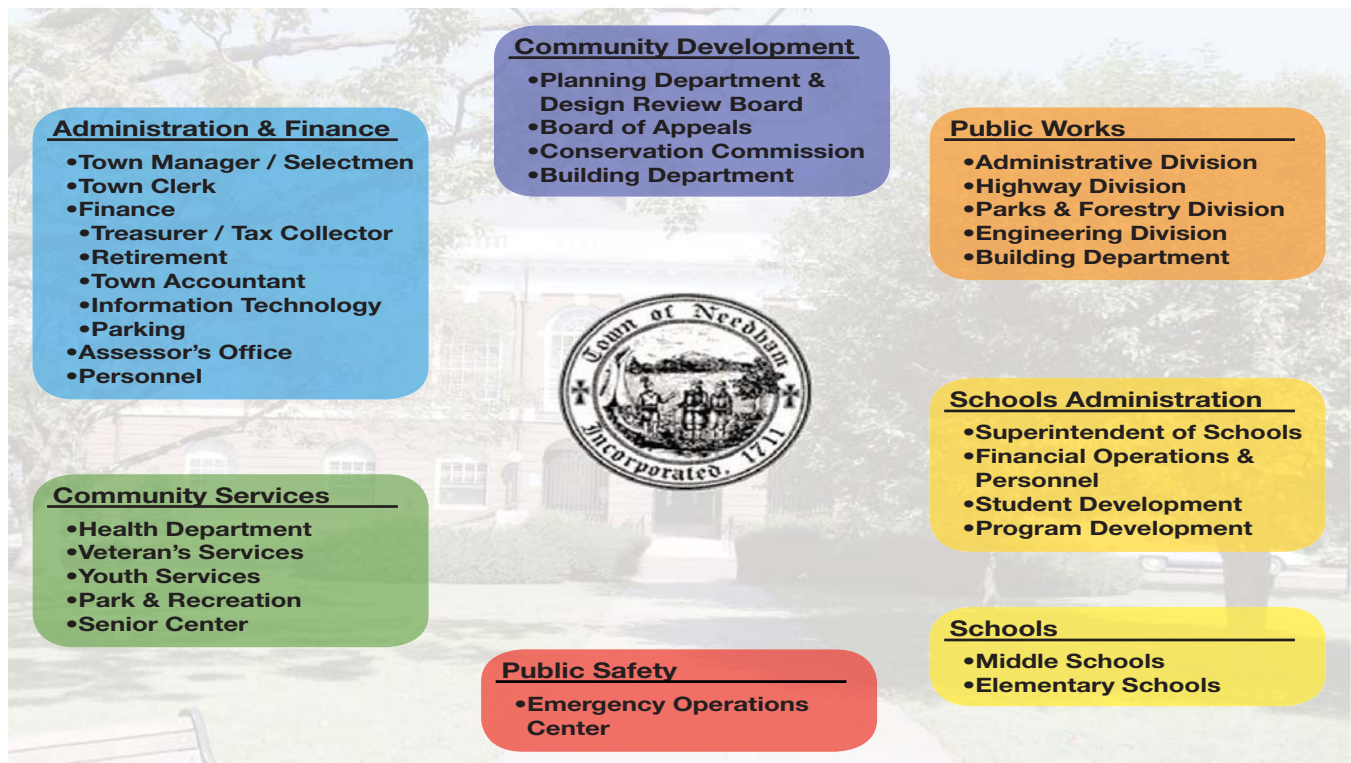 Community Development
•Planning Department &
Design Review Board
•Board of Appeals
•Conservation Commission
•Building Department
Administration & Finance
•Town Manager / Selectmen
•Town Clerk
•Finance
•Treasurer / Tax Collector
•Retirement
•Town Accountant
•Information Technology
•Parking
•Assessor’s Office
•Personnel
Public Works
•Administrative Division
•Highway Division
•Parks & Forestry Division
•Engineering Division
•Building Department
Town of Needham
Incorporated. 1711
Schools Administration
•Superintendent of Schools
•Financial Operations &
Personnel
•Student Development
•Program Development
Community Services
•Health Department
•Veteran’s Services
•Youth Services
•Park & Recreation
•Senior Center
Schools
•Middle Schools
•Elementary Schools
Public Safety
•Emergency Operations
Center